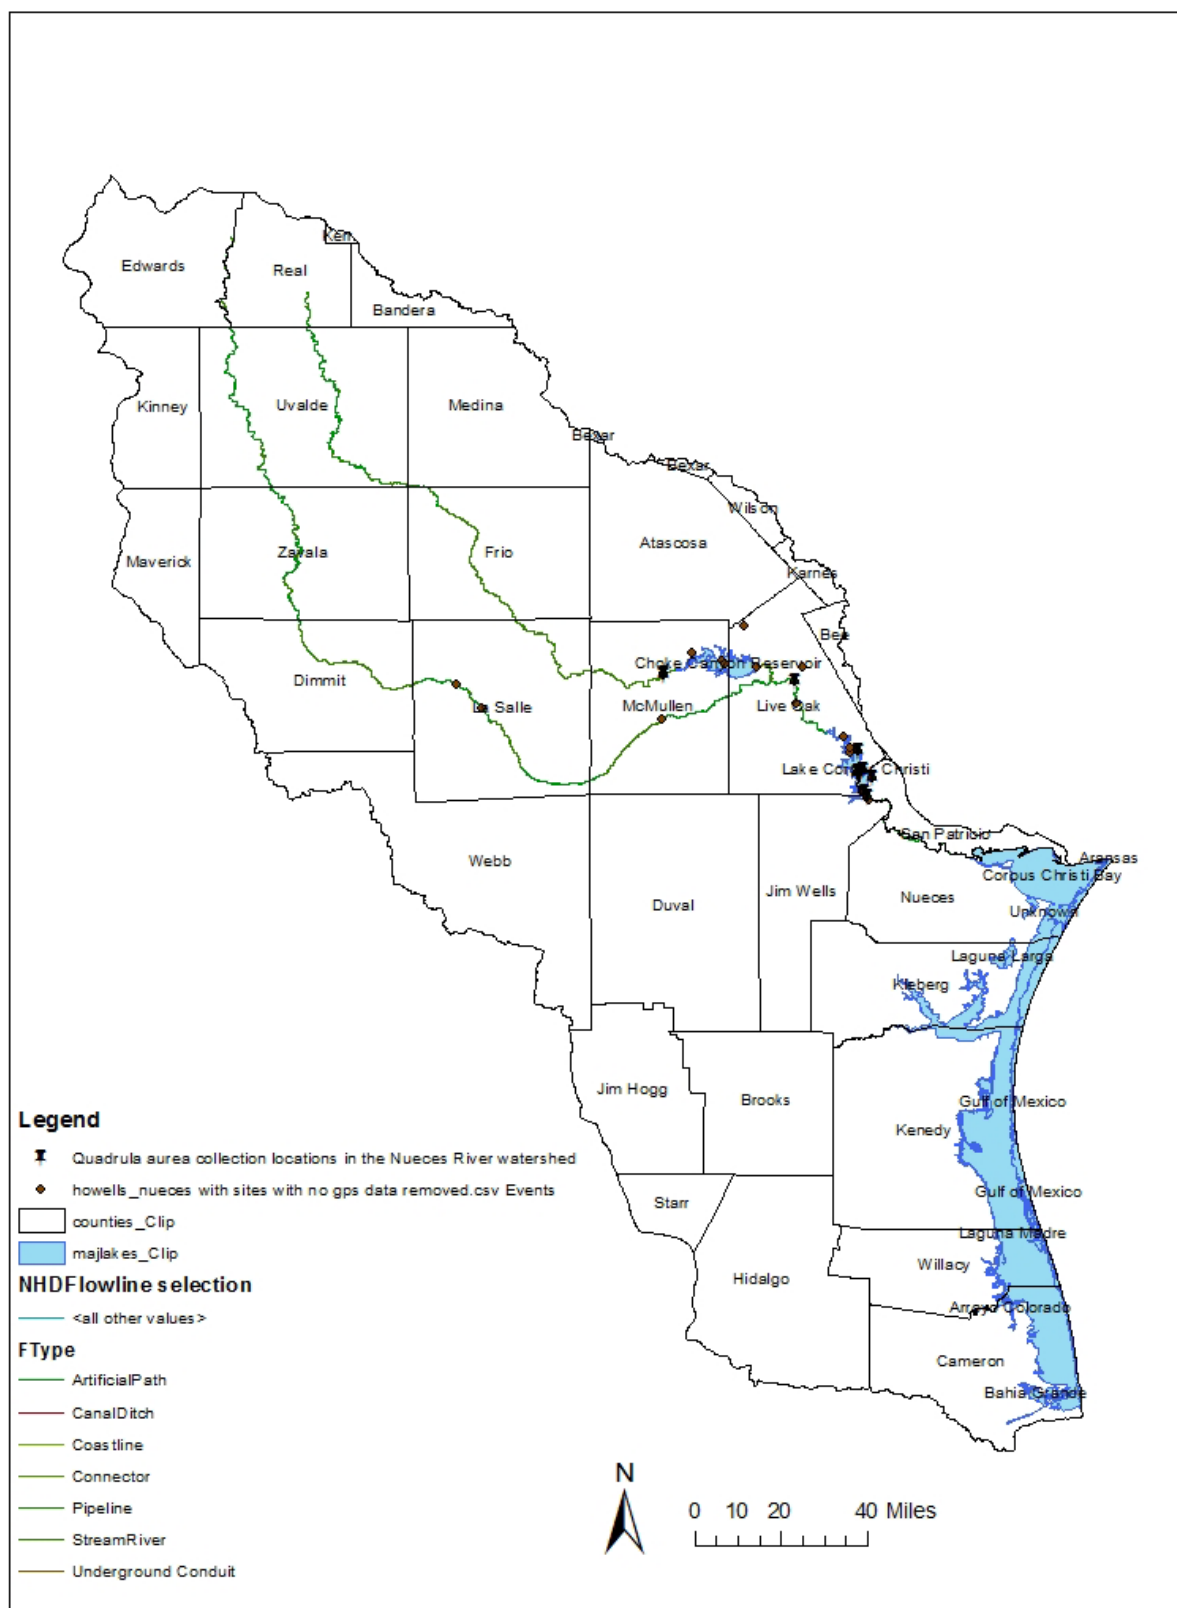 Kerr
Edwards
Real
Bandera
Kinney
Uvalde
Medina
Bexar
Bexar
Wilson
Maverick
Zavala
Frio
Atascosa
Karnes
Bee
Choke Canyon Reservoir
Dimmit
La Salle
McMullen
Live Oak
Lake Corpus Christi
San Patricio
Webb
Aransas
Corpus Christi Bay
Jim Wells
Nueces
Duval
Unknown
Laguna Larga
Kleberg
Jim Hogg
Brooks
Gulf of Mexico
Kenedy
Starr
Gulf of Mexico
Laguna Madre
Willacy
Hidalgo
Arroyo Colorado
Cameron
Bahia Grande
Legend
Quadrula aurea collection locations in the Nueces River watershed
howells_nueces with sites with no gps data removed.csv Events
counties_Clip
majlakes_Clip
NHDFlowline selection
<all other values>
FType
ArtificialPath
CanalDitch
Coastline
Connector
Pipeline
StreamRiver
Underground Conduit
N
0 10 20 40 Miles